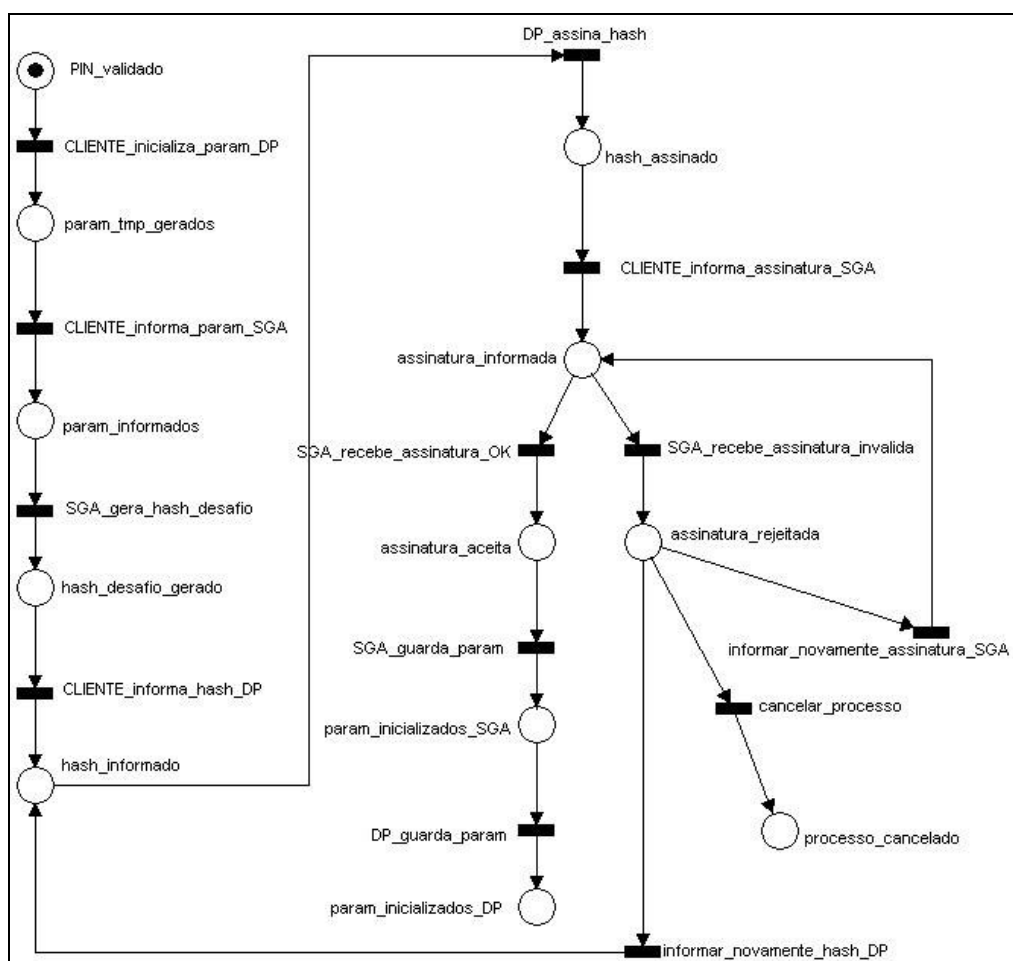 DP_assina_hash
PIN_validado
CLIENTE_inicializa_param_DP
hash_assinado
param_tmp_gerados
CLIENTE_informa_assinatura_SGA
CLIENTE_informa_param_SGA
assinatura_informada
param_informados
SGA_recebe_assinatura_OK
SGA_recebe_assinatura_invalida
SGA_gera_hash_desafio
assinatura_aceita
assinatura_rejeitada
hash_desafio_gerado
SGA_guarda_param
informar_novamente_assinatura_SGA
CLIENTE_informa_hash_DP
cancelar_processo
param_inicializados_SGA
hash_informado
DP_guarda_param
processo_cancelado
param_inicializados_DP
informar_novamente_hash_DP